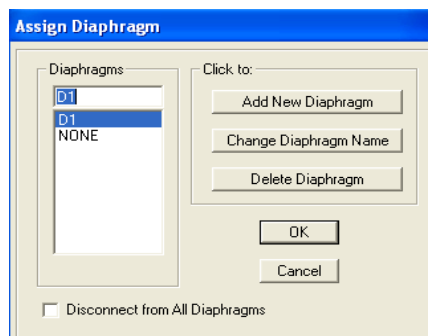 Assign Diaphragm
Diaphragms
D1
D1
NONE
Click to:
Add New Diaphragm
Change Diaphragm Name
Delete Diaphragm
OK
Cancel
Disconnect from All Diaphragms